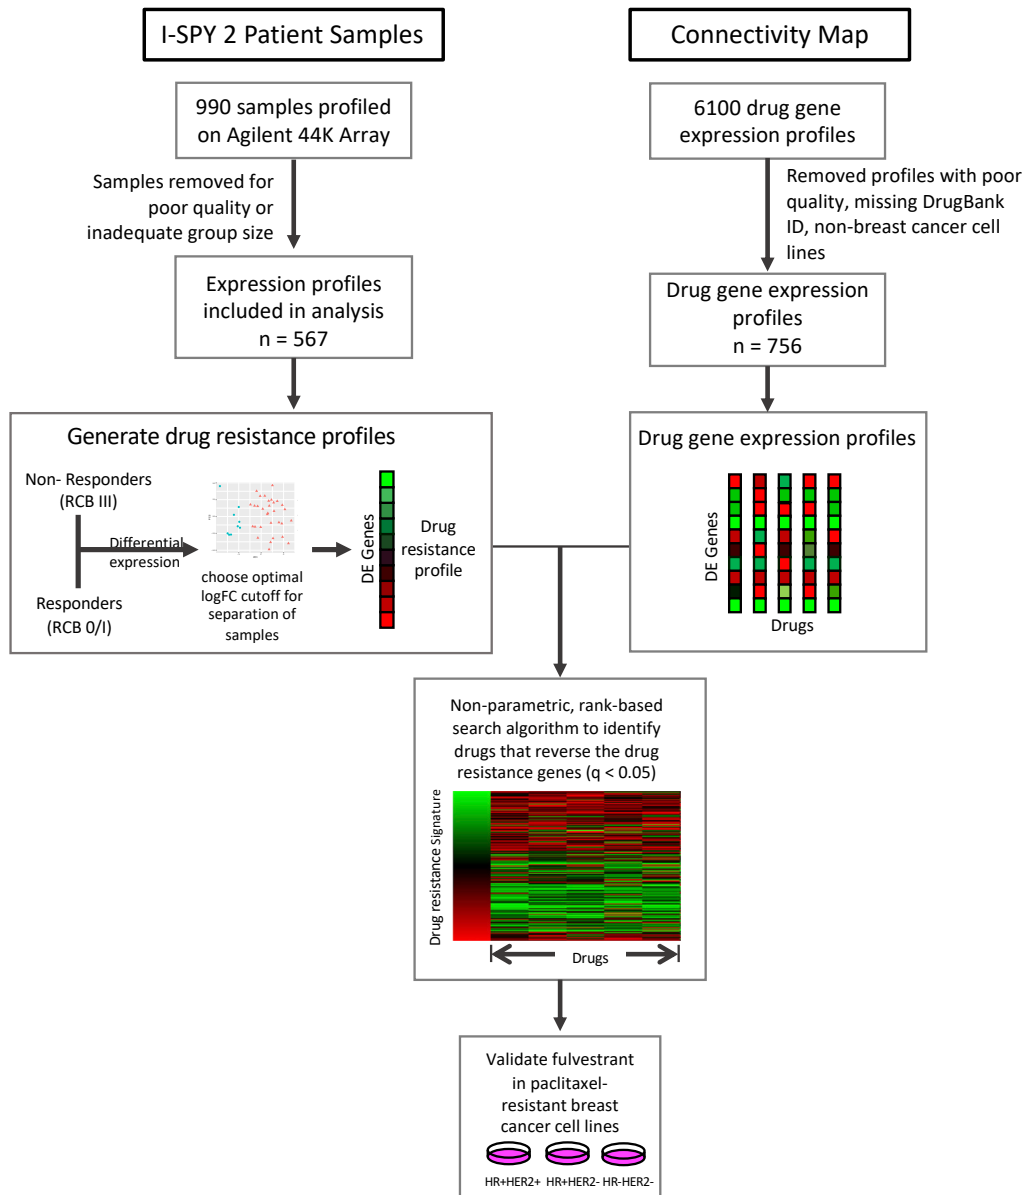 I-SPY 2 Patient Samples
Connectivity Map
990 samples profiled
on Agilent 44K Array
6100 drug gene
expression profiles
Samples removed for
poor quality or
inadequate group size
Removed profiles with poor
quality, missing DrugBank
ID, non-breast cancer cell
lines
Expression profiles
included in analysis
n = 567
Drug gene expression
profiles
n = 756
Generate drug resistance profiles
Non- Responders
(RCB III)
Differential
expression
Responders
(RCB 0/I)
choose optimal
logFC cutoff for
separation of
samples
DE Genes
Drug
resistance
profile
Drug gene expression profiles
DE Genes
Drugs
Non-parametric, rank-based
search algorithm to identify
drugs that reverse the drug
resistance genes (q < 0.05)
Drug resistance Signature
Drugs
Validate fulvestrant
in paclitaxel-
resistant breast
cancer cell lines
HR+HER2+ HR+HER2- HR-HER2-